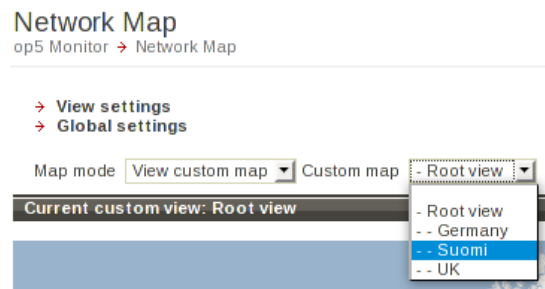 Network Map
op5 Monitor → Network Map
→ View settings
→ Global settings
Map mode View custom map Custom map - Root view
Current custom view: Root view
- Root view
- - Germany
- - Suomi
- - UK